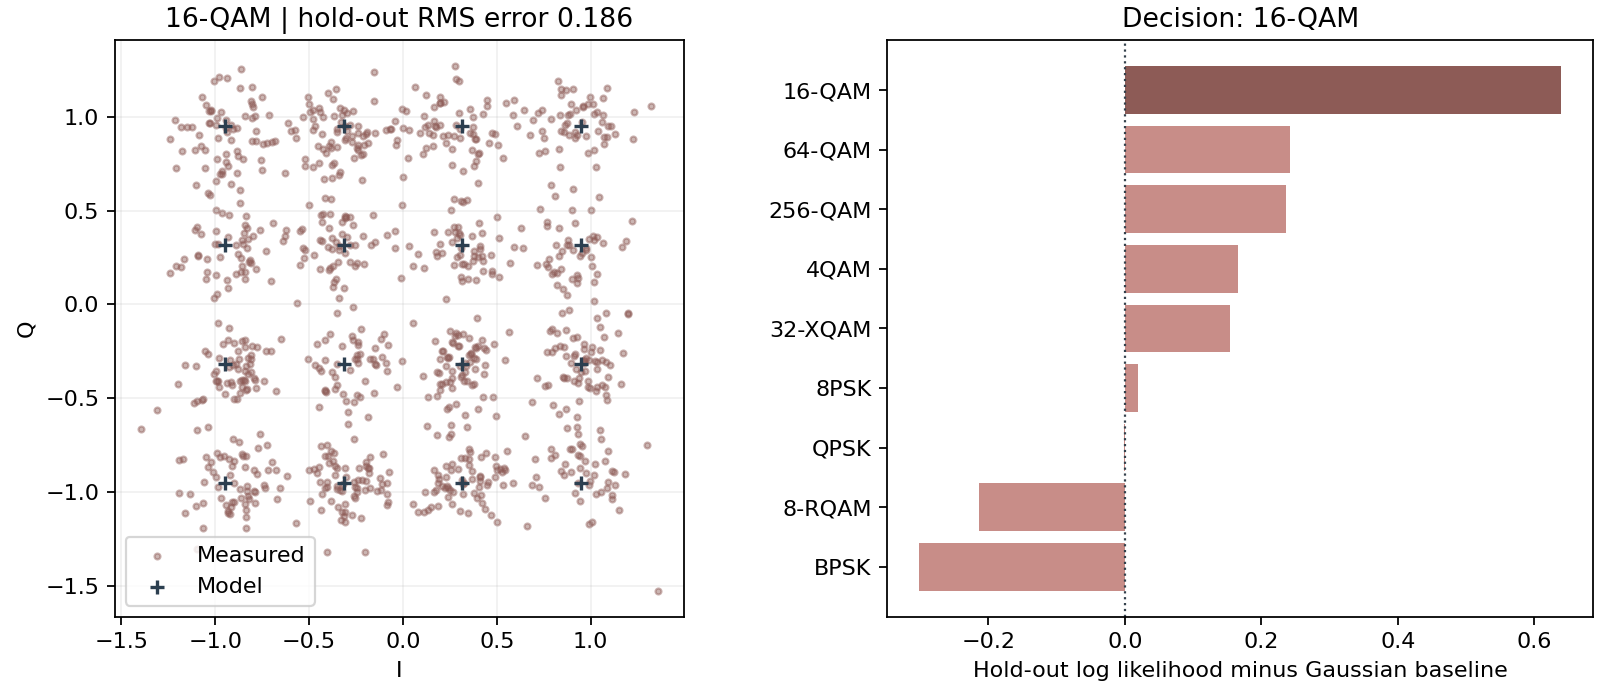 16-QAM | hold-out RMS error 0.186
1.0
0.5
0.0
−0.5
−1.0
−1.5
Q
Measured
Model
−1.5
−1.0
−0.5
0.0
0.5
1.0
I
Decision: 16-QAM
16-QAM
64-QAM
256-QAM
4QAM
32-XQAM
8PSK
QPSK
8-RQAM
BPSK
−0.2
0.0
0.2
0.4
0.6
Hold-out log likelihood minus Gaussian baseline